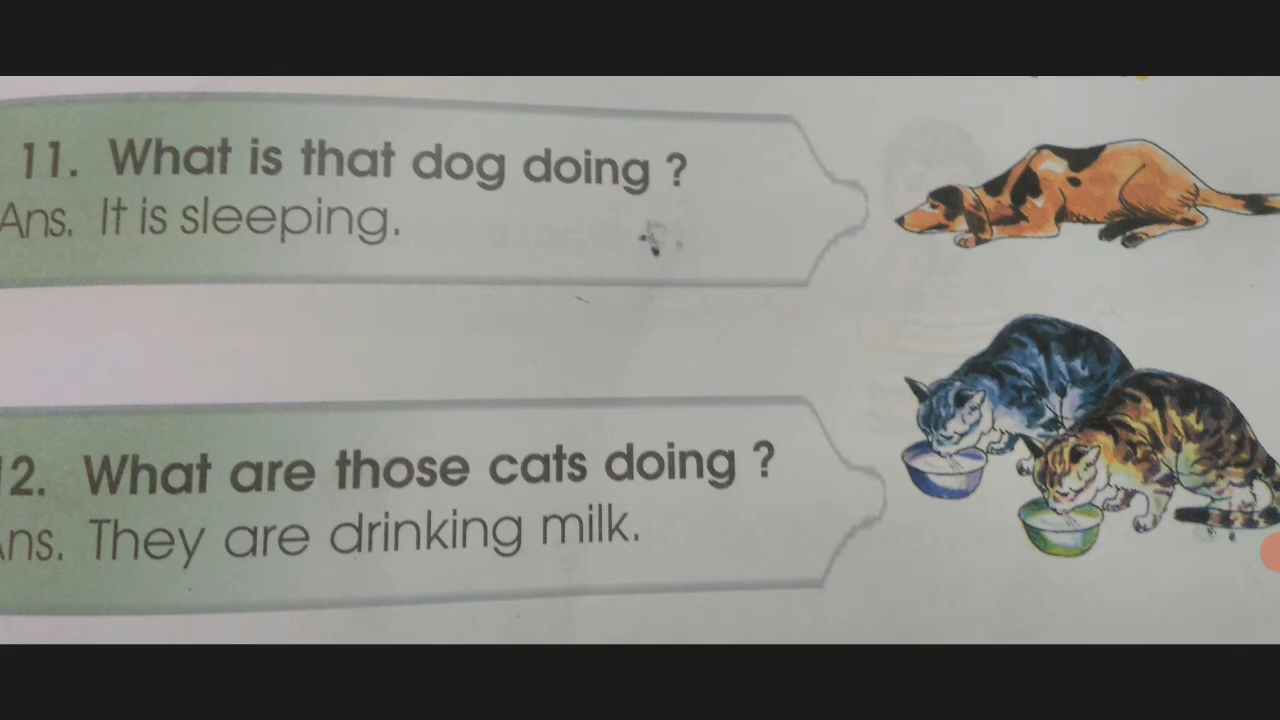 11. What is that dog doing ?
Ans. It is sleeping.
12. What are those cats doing ?
Ans. They are drinking milk.